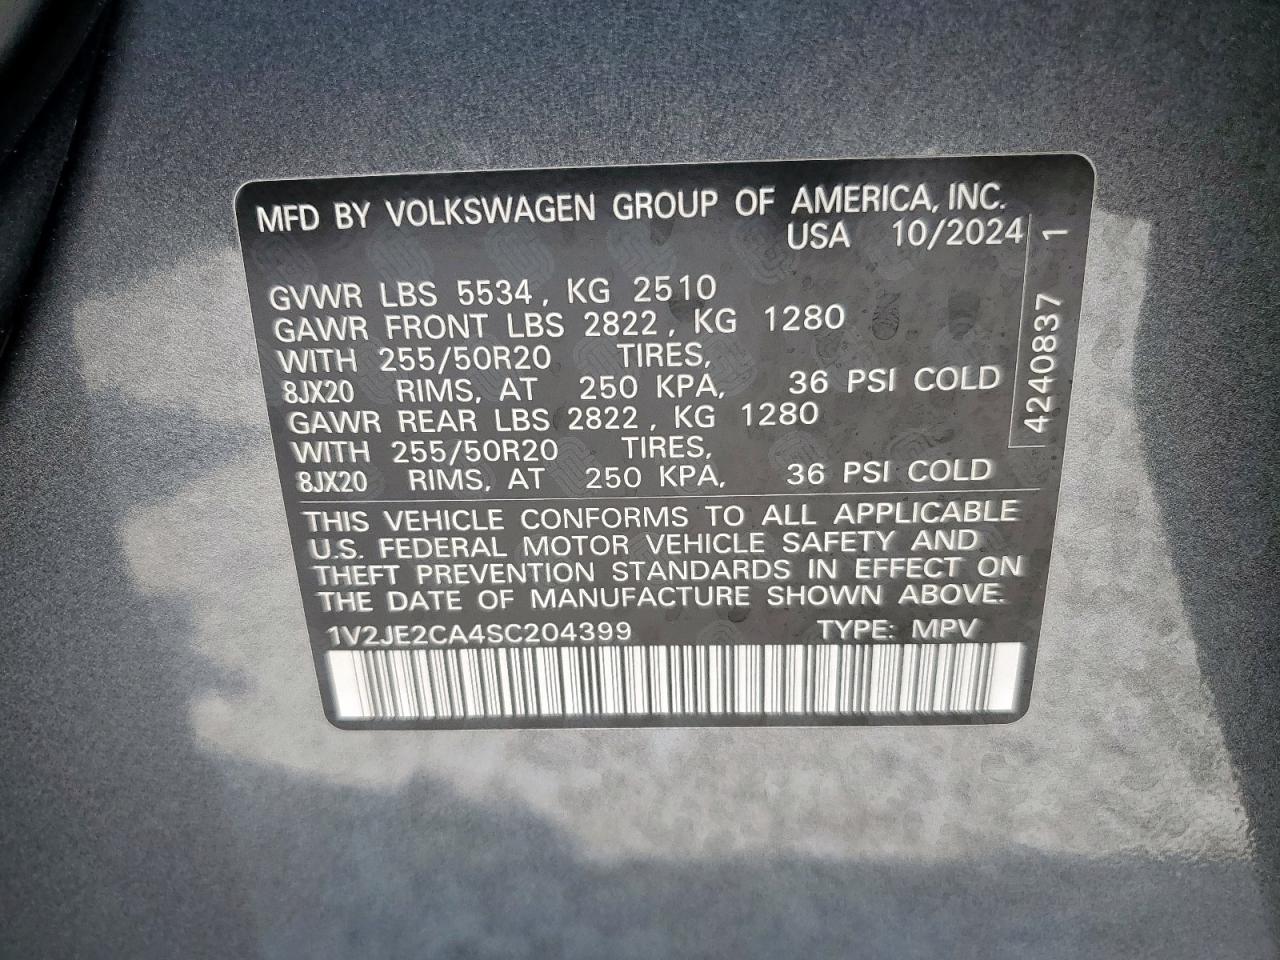 MFD BY VOLKSWAGEN GROUP OF AMERICA, INC.
USA 10/2024
GVWR LBS 5534, KG 2510
GAWR FRONT LBS 2822, KG 1280
WITH 255/50R20 TIRES,
8JX20 RIMS, AT 250 KPA, 36 PSI COLD
GAWR REAR LBS 2822, KG 1280
WITH 255/50R20 TIRES,
8JX20 RIMS, AT 250 KPA, 36 PSI COLD
4240837 1
THIS VEHICLE CONFORMS TO ALL APPLICABLE
U.S. FEDERAL MOTOR VEHICLE SAFETY AND
THEFT PREVENTION STANDARDS IN EFFECT ON
THE DATE OF MANUFACTURE SHOWN ABOVE.
1V2JE2CA4SC204399 TYPE: MPV